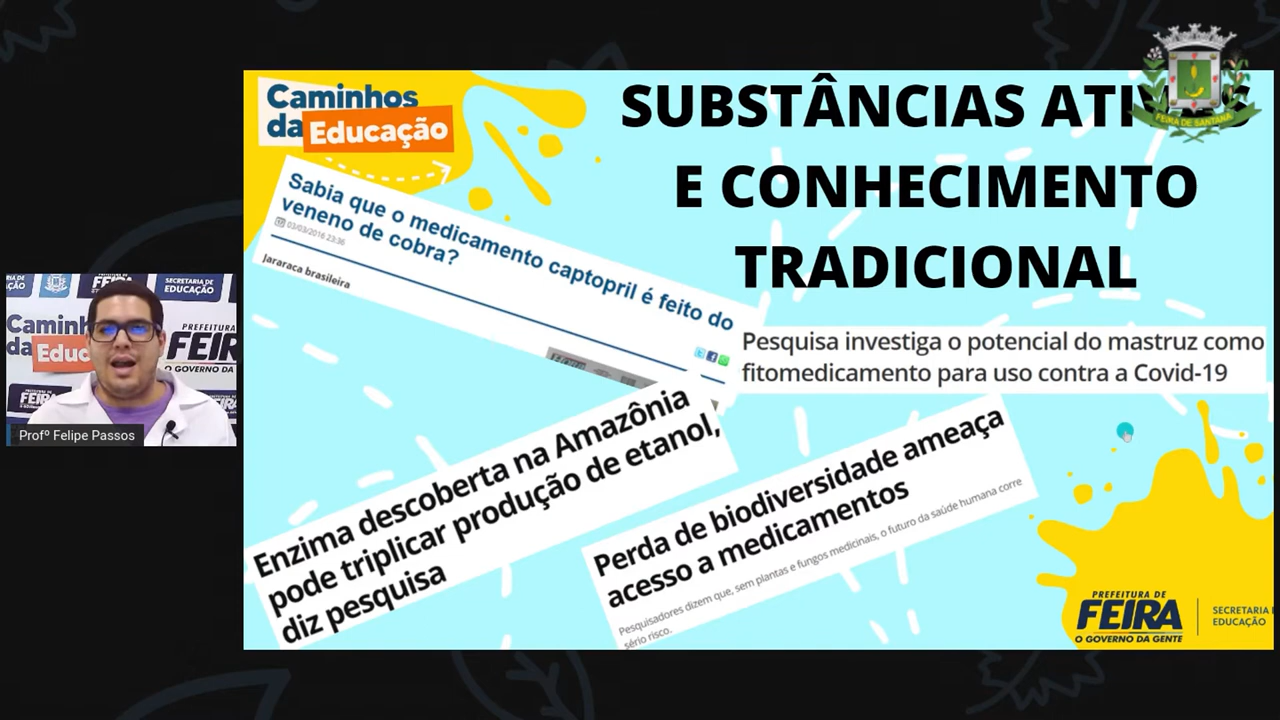 Caminhos
da Educação
SUBSTÂNCIAS
E CONHECIMENTO
TRADICIONAL
FEIRA DE SANTANA
Sabia que o medicamento captopril é feito do
veneno de cobra?
03/03/2016 23:36
Jararaca brasileira
Pesquisa investiga o potencial do mastruz como
fitomedicamento para uso contra a Covid-19
Enzima descoberta na Amazônia
pode triplicar produção de etanol,
diz pesquisa
Perda de biodiversidade ameaça
acesso a medicamentos
Pesquisadores dizem que, sem plantas e fungos medicinais, o futuro da saúde humana corre
sério risco.
SECRETARIA DE
EDUCAÇÃO
Caminh
da Educ
PREFEITURA
FEIR
O GOVERNO DA
Profº Felipe Passos
PREFEITURA DE
FEIRA
O GOVERNO DA GENTE
SECRETARIA
EDUCAÇÃO